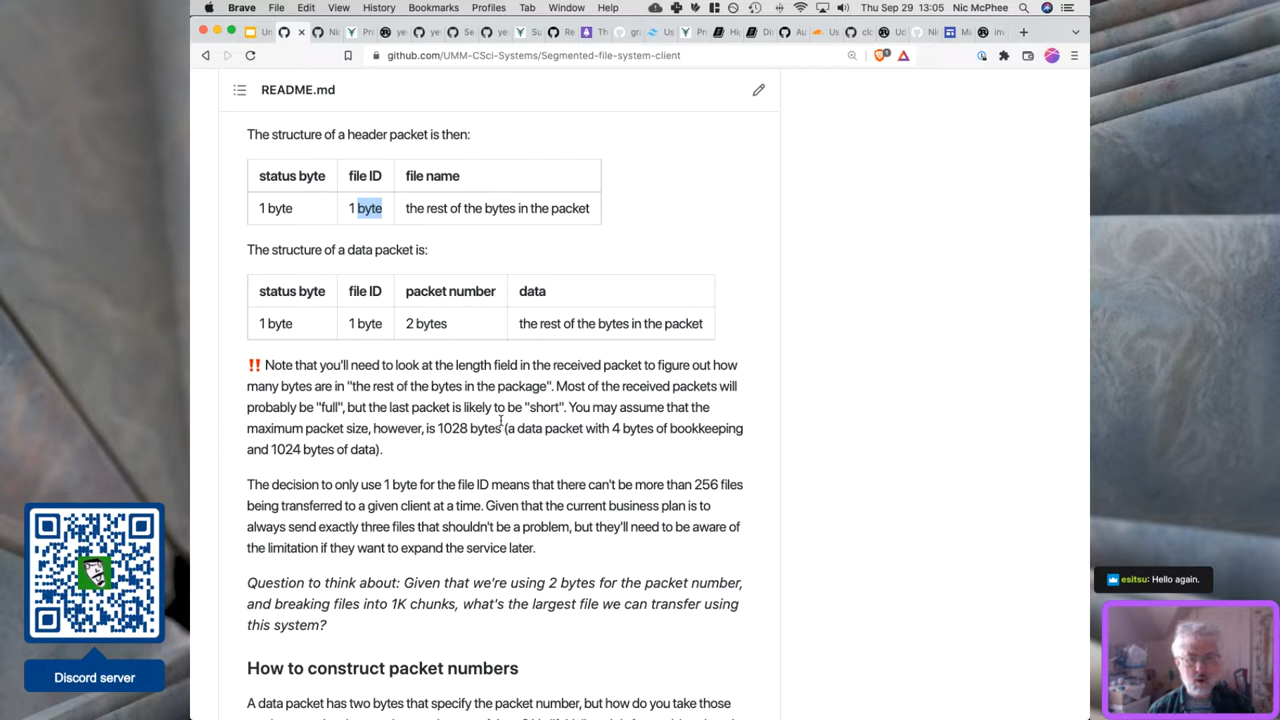 Brave File Edit View History Bookmarks Profiles Tab Window Help Thu Sep 29 13:05 Nic McPhee
github.com/UMM-CSci-Systems/Segmented-file-system-client
README.md
The structure of a header packet is then:
status byte file ID file name
1 byte 1 byte the rest of the bytes in the packet
The structure of a data packet is:
status byte file ID packet number data
1 byte 1 byte 2 bytes the rest of the bytes in the packet
‼️ Note that you'll need to look at the length field in the received packet to figure out how
many bytes are in "the rest of the bytes in the package". Most of the received packets will
probably be "full", but the last packet is likely to be "short". You may assume that the
maximum packet size, however, is 1028 bytes (a data packet with 4 bytes of bookkeeping
and 1024 bytes of data).
The decision to only use 1 byte for the file ID means that there can't be more than 256 files
being transferred to a given client at a time. Given that the current business plan is to
always send exactly three files that shouldn't be a problem, but they'll need to be aware of
the limitation if they want to expand the service later.
Question to think about: Given that we're using 2 bytes for the packet number,
and breaking files into 1K chunks, what's the largest file we can transfer using
this system?
How to construct packet numbers
A data packet has two bytes that specify the packet number, but how do you take those
esitsu: Hello again.
Discord server